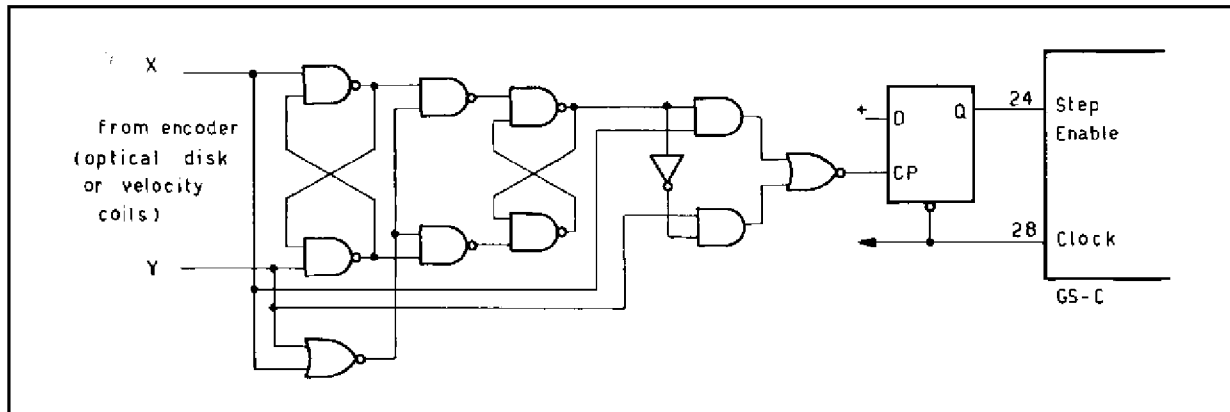 X
from encoder
(optical disk
or velocity
coils)
Y
+
D
Q
CP
24
Step
Enable
28
Clock
GS-C